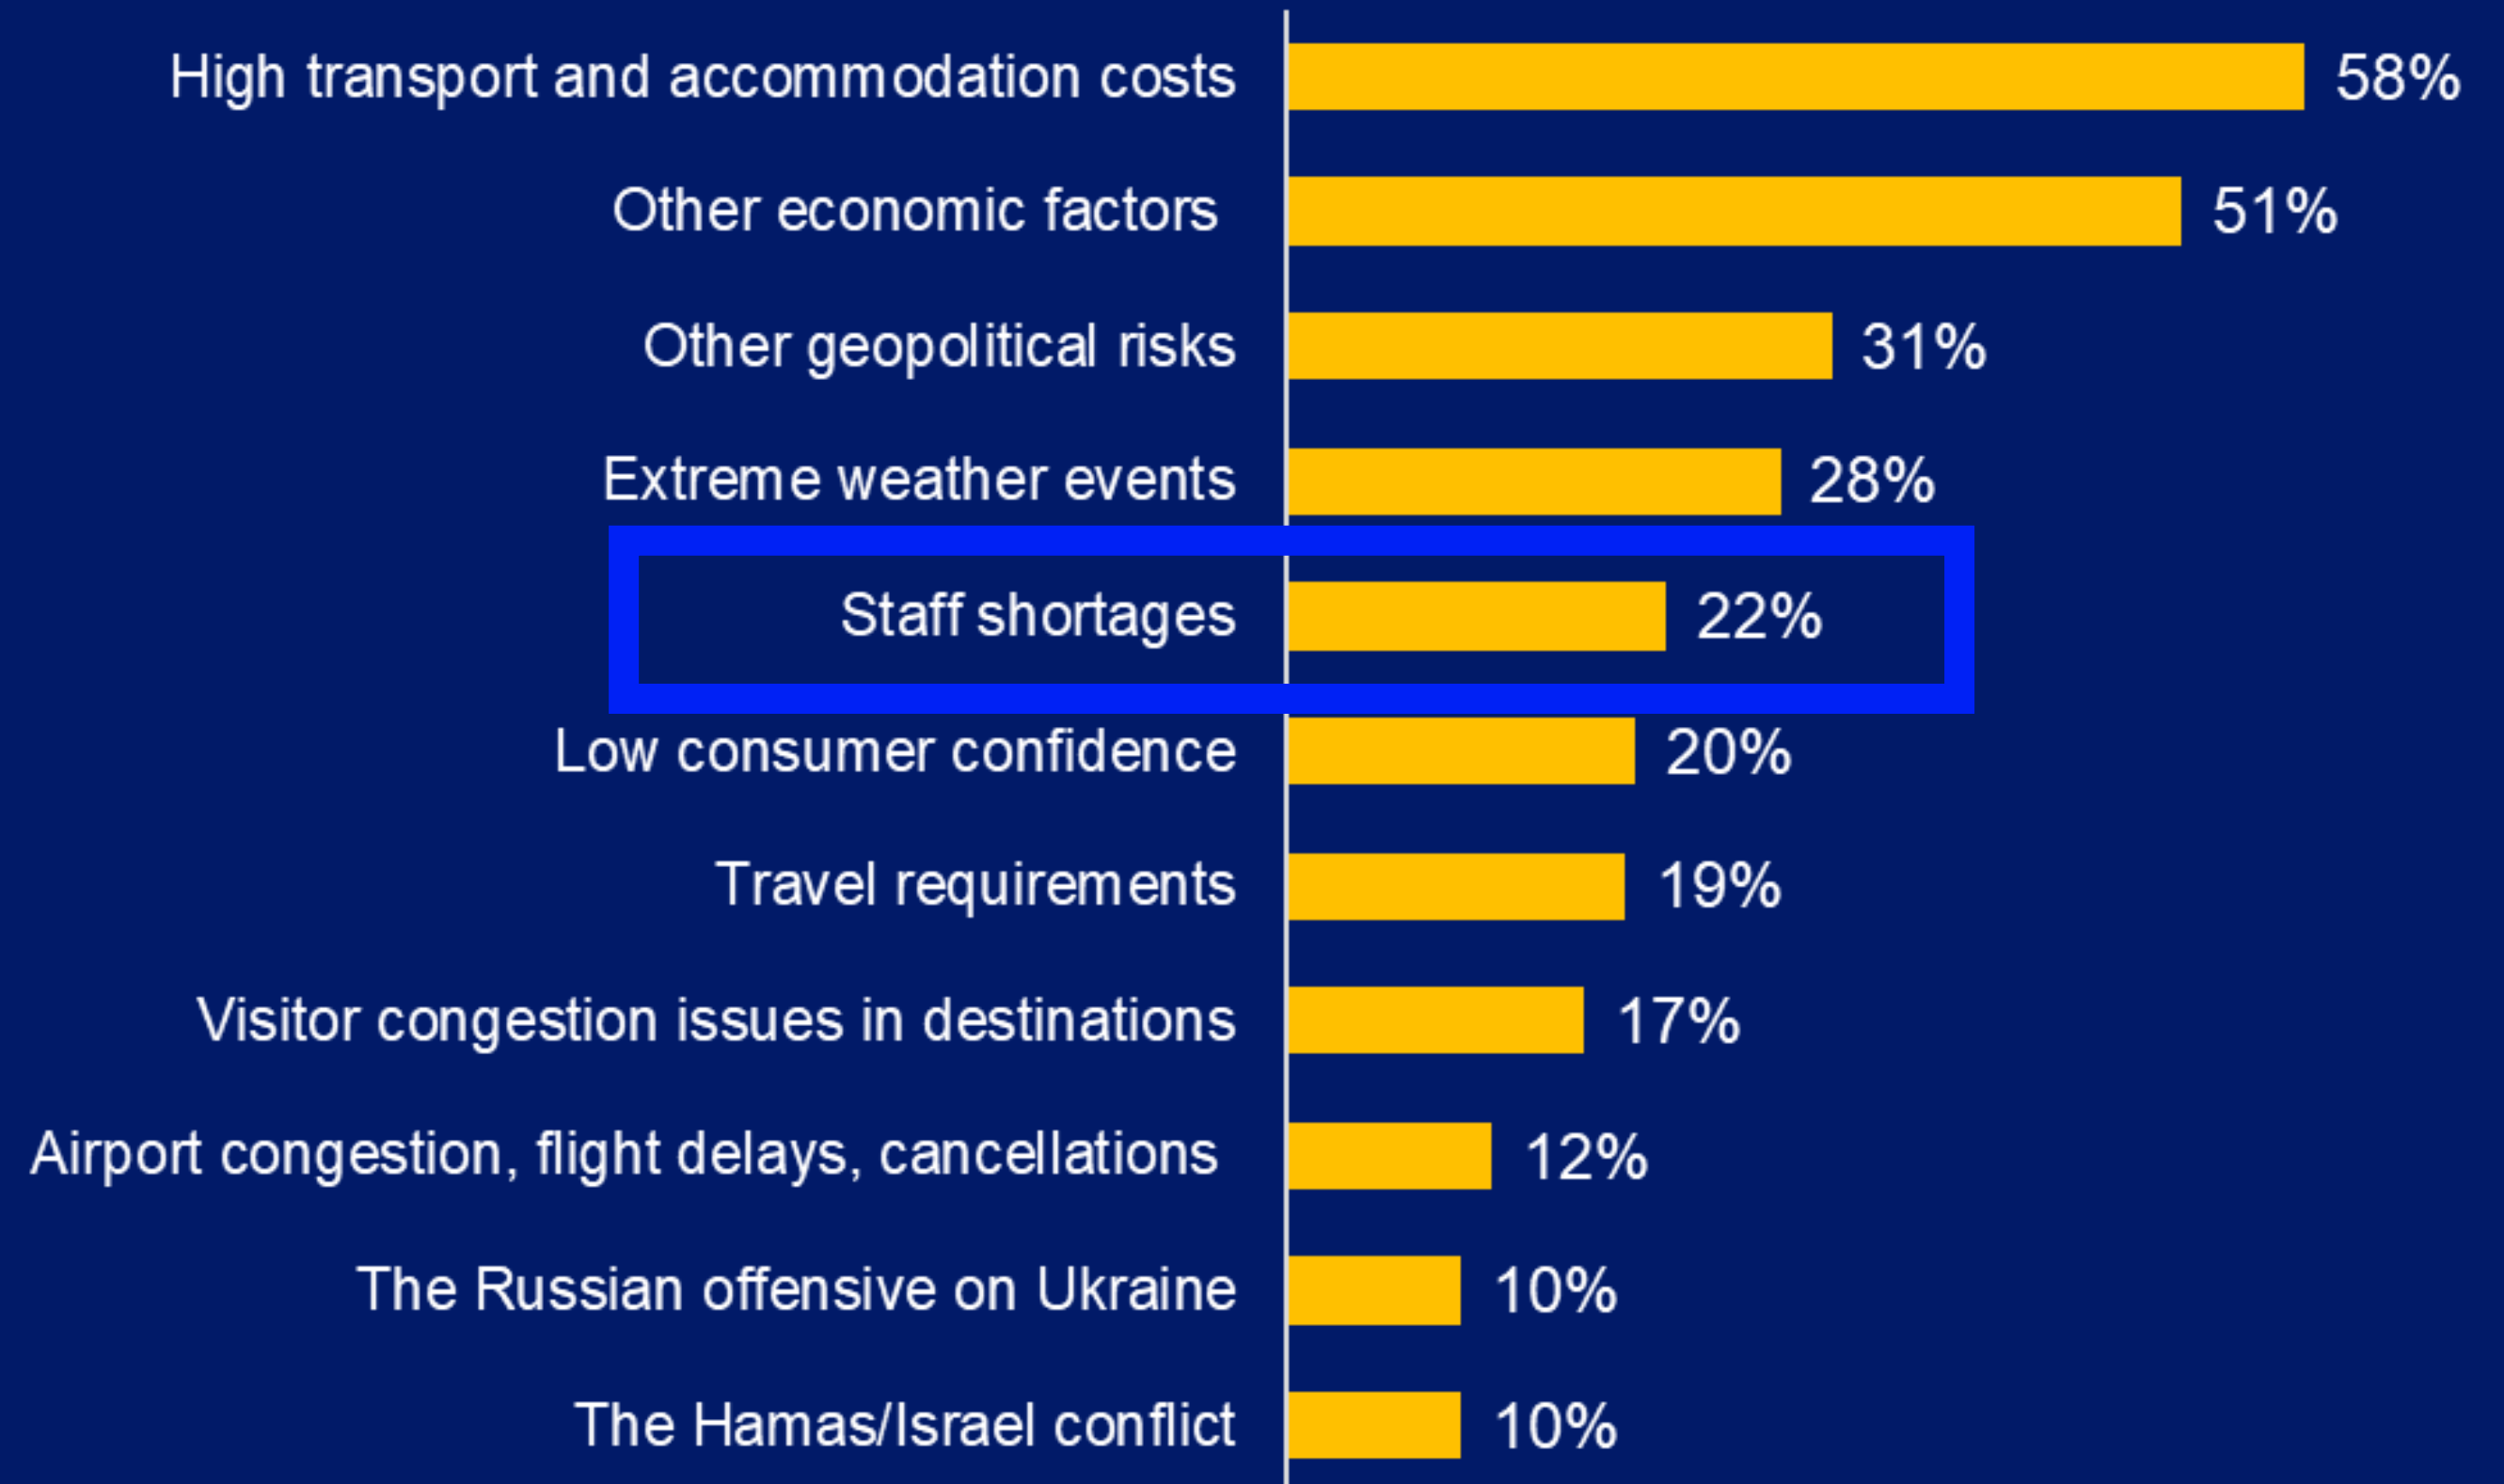 High transport and accommodation costs 58%
Other economic factors 51%
Other geopolitical risks 31%
Extreme weather events 28%
Staff shortages 22%
Low consumer confidence 20%
Travel requirements 19%
Visitor congestion issues in destinations 17%
Airport congestion, flight delays, cancellations 12%
The Russian offensive on Ukraine 10%
The Hamas/Israel conflict 10%